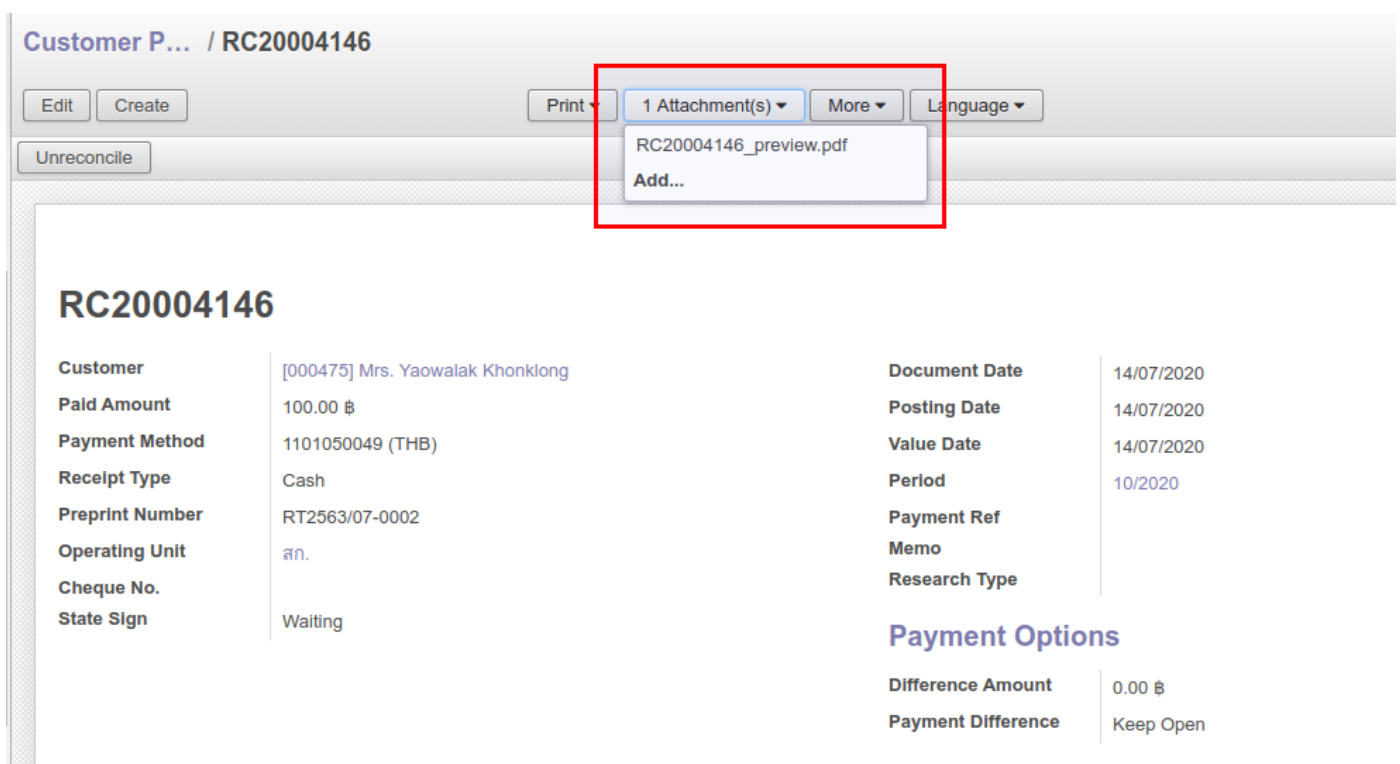 Customer P... / RC20004146
Edit Create Print 1 Attachment(s) More Language
RC20004146_preview.pdf
Unreconcile
Add...
RC20004146
Customer [000475] Mrs. Yaowalak Khonklong Document Date 14/07/2020
Paid Amount 100.00 ฿ Posting Date 14/07/2020
Payment Method 1101050049 (THB) Value Date 14/07/2020
Receipt Type Cash Period 10/2020
Preprint Number RT2563/07-0002 Payment Ref
Operating Unit สก. Memo
Cheque No. Research Type
State Sign Waiting
Payment Options
Difference Amount 0.00 ฿
Payment Difference Keep Open